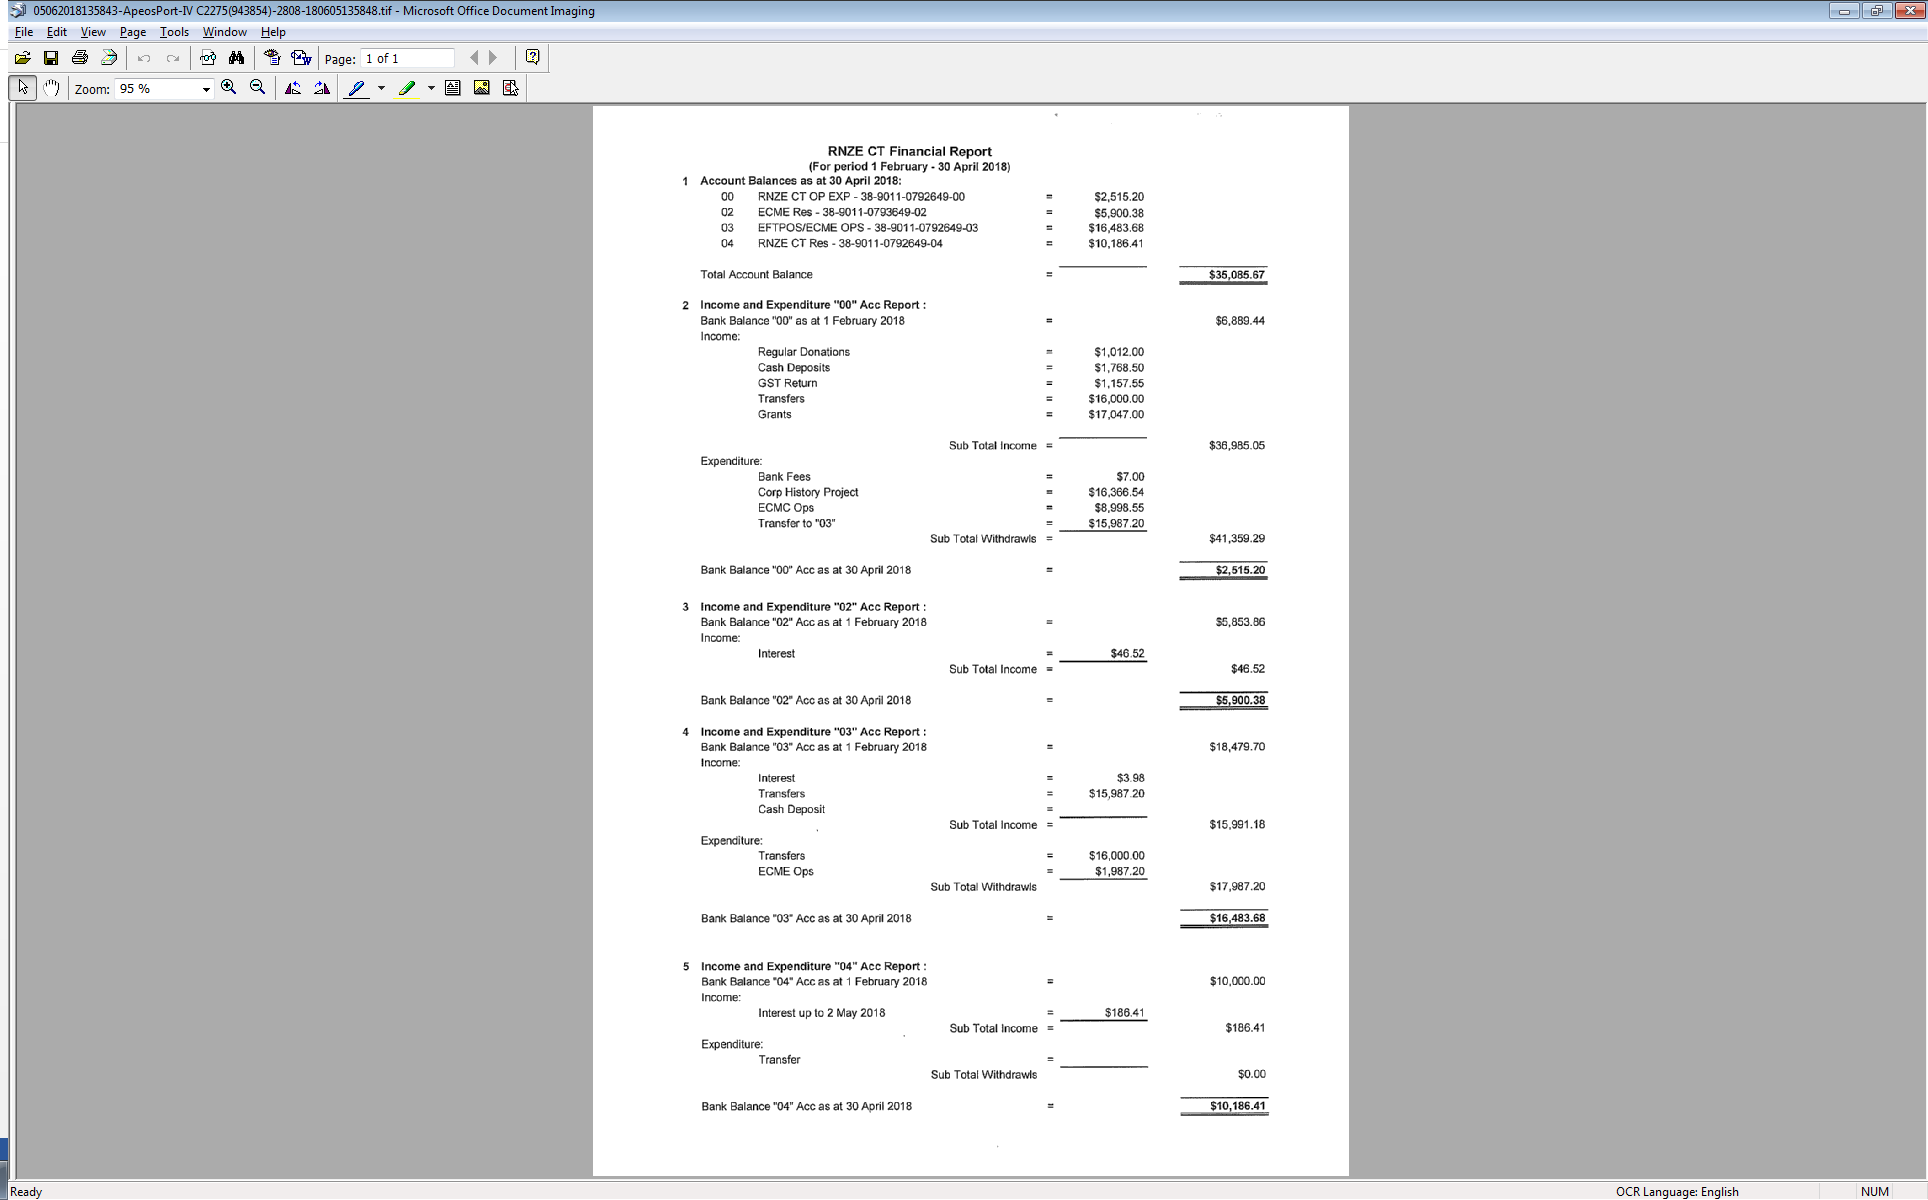 05062018135843-ApeosPort-IV C2275(943854)-2808-180605135848.tif - Microsoft Office Document Imaging
File Edit View Page Tools Window Help
Page: 1 of 1
Zoom: 95 %
RNZE CT Financial Report
(For period 1 February - 30 April 2018)
1 Account Balances as at 30 April 2018:
00 RNZE CT OP EXP - 38-9011-0792649-00 = $2,515.20
02 ECME Res - 38-9011-0793649-02 = $5,900.38
03 EFTPOS/ECME OPS - 38-9011-0792649-03 = $16,483.68
04 RNZE CT Res - 38-9011-0792649-04 = $10,186.41
Total Account Balance = $35,085.67
2 Income and Expenditure "00" Acc Report :
Bank Balance "00" as at 1 February 2018 = $6,889.44
Income:
Regular Donations = $1,012.00
Cash Deposits = $1,768.50
GST Return = $1,157.55
Transfers = $16,000.00
Grants = $17,047.00
Sub Total Income = $36,985.05
Expenditure:
Bank Fees = $7.00
Corp History Project = $16,366.54
ECMC Ops = $8,998.55
Transfer to "03" = $15,987.20
Sub Total Withdrawls = $41,359.29
Bank Balance "00" Acc as at 30 April 2018 = $2,515.20
3 Income and Expenditure "02" Acc Report :
Bank Balance "02" Acc as at 1 February 2018 = $5,853.86
Income:
Interest = $46.52
Sub Total Income = $46.52
Bank Balance "02" Acc as at 30 April 2018 = $5,900.38
4 Income and Expenditure "03" Acc Report :
Bank Balance "03" Acc as at 1 February 2018 = $18,479.70
Income:
Interest = $3.98
Transfers = $15,987.20
Cash Deposit =
Sub Total Income = $15,991.18
Expenditure:
Transfers = $16,000.00
ECME Ops = $1,987.20
Sub Total Withdrawls $17,987.20
Bank Balance "03" Acc as at 30 April 2018 = $16,483.68
5 Income and Expenditure "04" Acc Report :
Bank Balance "04" Acc as at 1 February 2018 = $10,000.00
Income:
Interest up to 2 May 2018 = $186.41
Sub Total Income = $186.41
Expenditure:
Transfer =
Sub Total Withdrawls $0.00
Bank Balance "04" Acc as at 30 April 2018 = $10,186.41
Ready OCR Language: English NUM